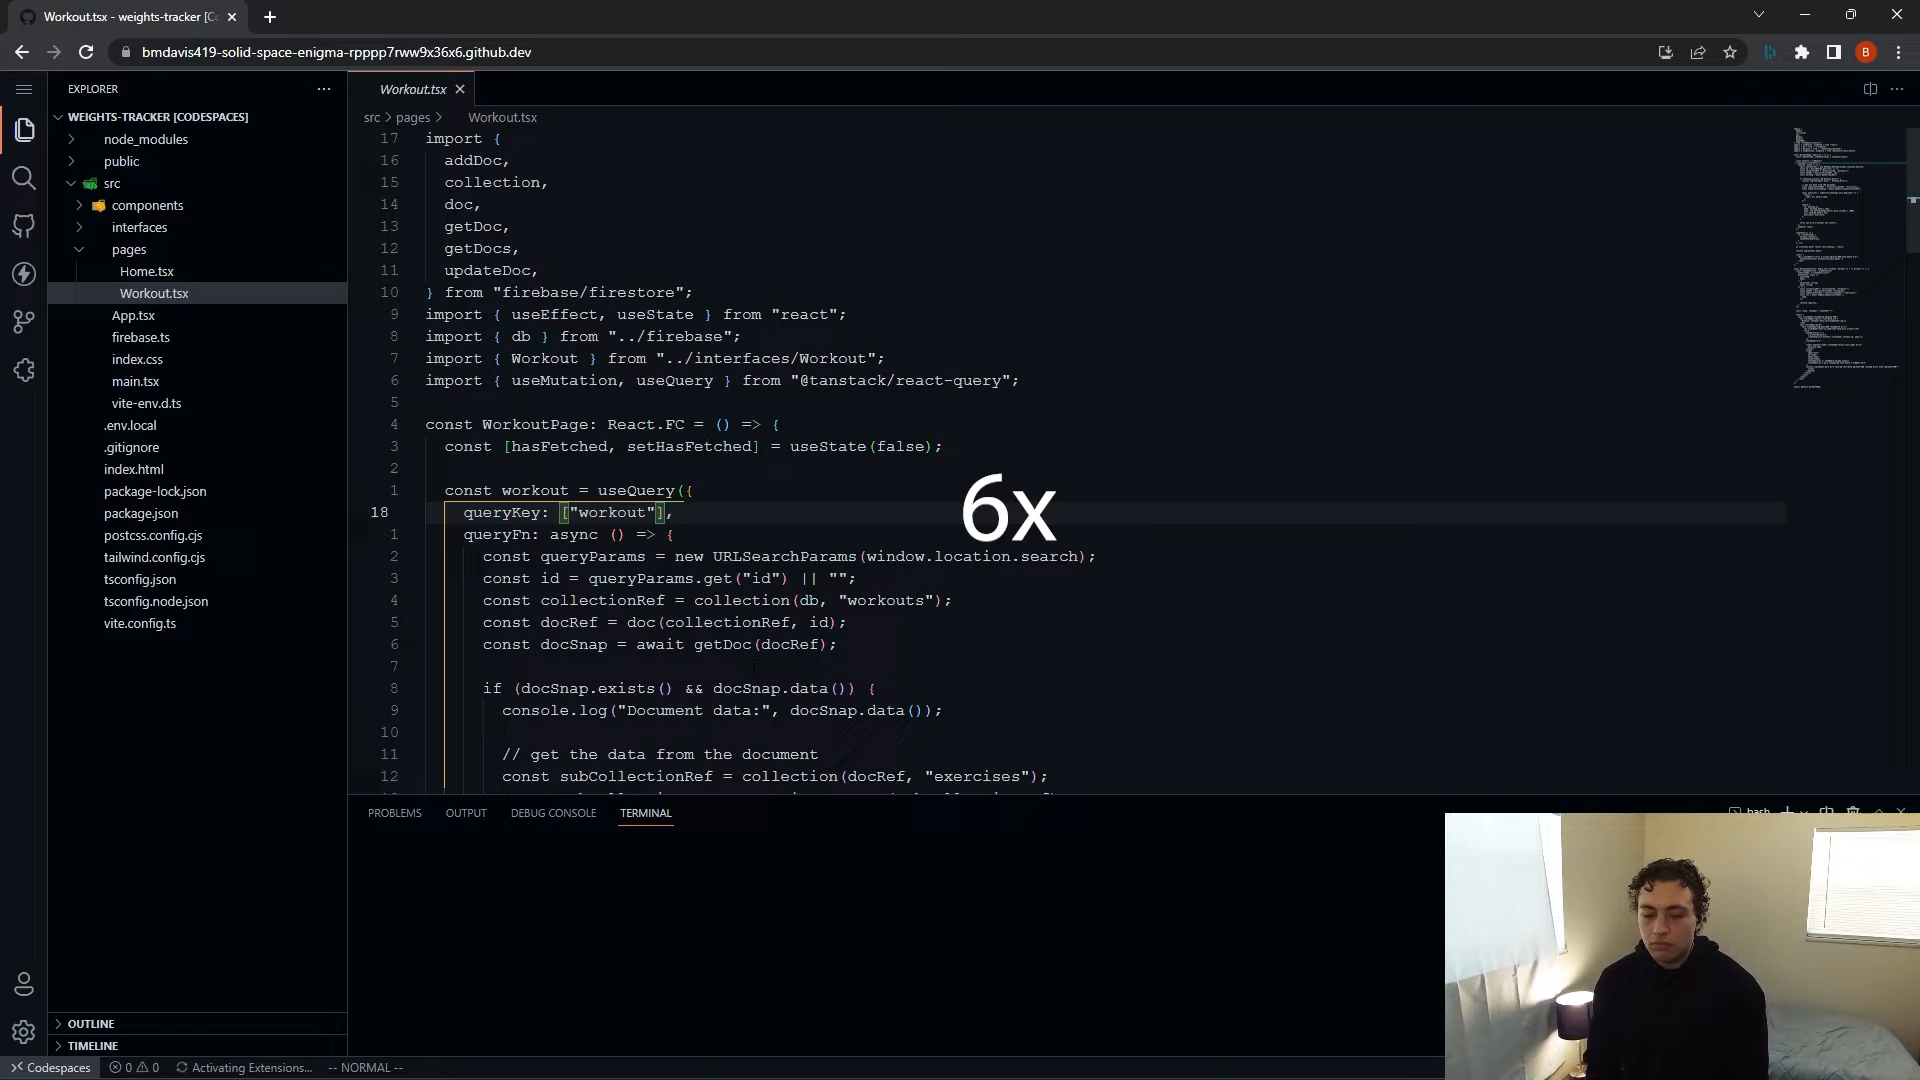 Workout.tsx - weights-tracker [C
bmdavis419-solid-space-enigma-rpppp7rww9x36x6.github.dev
B
EXPLORER
WEIGHTS-TRACKER [CODESPACES]
node_modules
public
src
components
interfaces
pages
Home.tsx
Workout.tsx
App.tsx
firebase.ts
index.css
main.tsx
vite-env.d.ts
.env.local
.gitignore
index.html
package-lock.json
package.json
postcss.config.cjs
tailwind.config.cjs
tsconfig.json
tsconfig.node.json
vite.config.ts
OUTLINE
TIMELINE
Workout.tsx
src > pages > Workout.tsx
17 import {
16 addDoc,
15 collection,
14 doc,
13 getDoc,
12 getDocs,
11 updateDoc,
10 } from "firebase/firestore";
9 import { useEffect, useState } from "react";
8 import { db } from "../firebase";
7 import { Workout } from "../interfaces/Workout";
6 import { useMutation, useQuery } from "@tanstack/react-query";
5
4 const WorkoutPage: React.FC = () => {
3 const [hasFetched, setHasFetched] = useState(false);
2
1 const workout = useQuery({
18 queryKey: ["workout"],
1 queryFn: async () => {
2 const queryParams = new URLSearchParams(window.location.search);
3 const id = queryParams.get("id") || "";
4 const collectionRef = collection(db, "workouts");
5 const docRef = doc(collectionRef, id);
6 const docSnap = await getDoc(docRef);
7
8 if (docSnap.exists() && docSnap.data()) {
9 console.log("Document data:", docSnap.data());
10
11 // get the data from the document
12 const subCollectionRef = collection(docRef, "exercises");
6x
PROBLEMS OUTPUT DEBUG CONSOLE TERMINAL
bash
Codespaces 0 0 Activating Extensions... -- NORMAL --